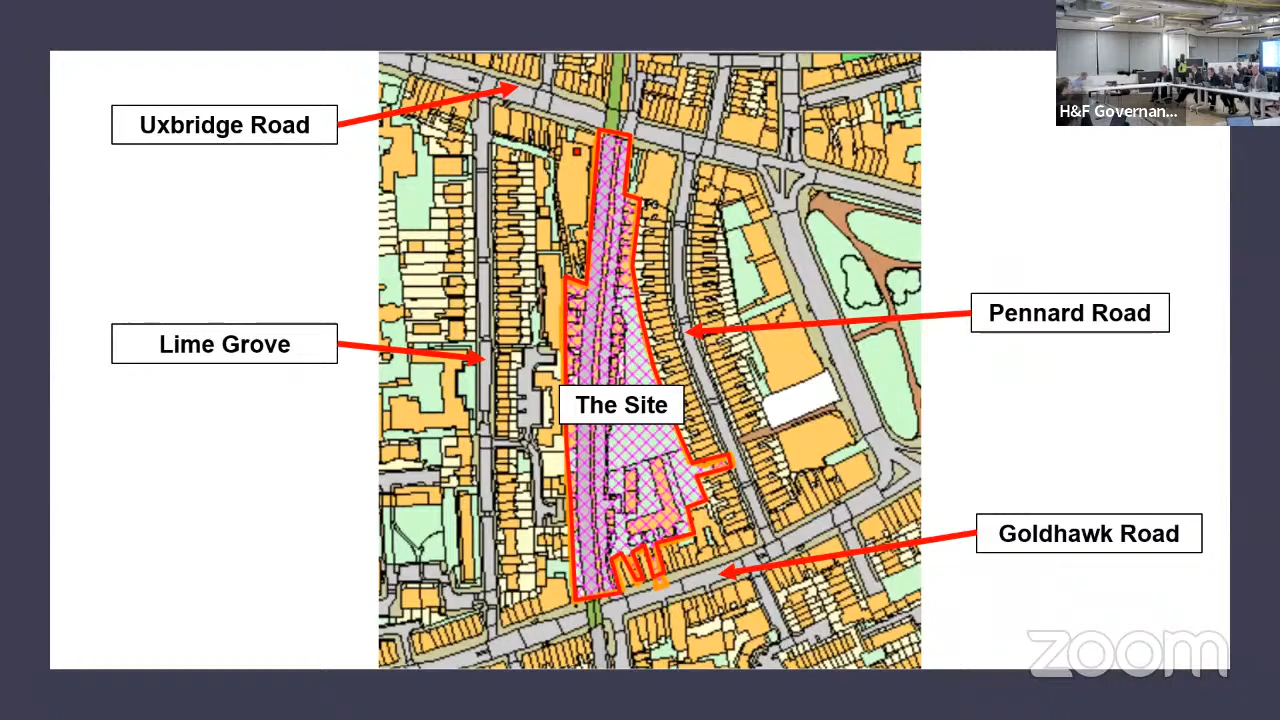 H&F Governan...
Uxbridge Road
Pennard Road
Lime Grove
The Site
Goldhawk Road
zoom